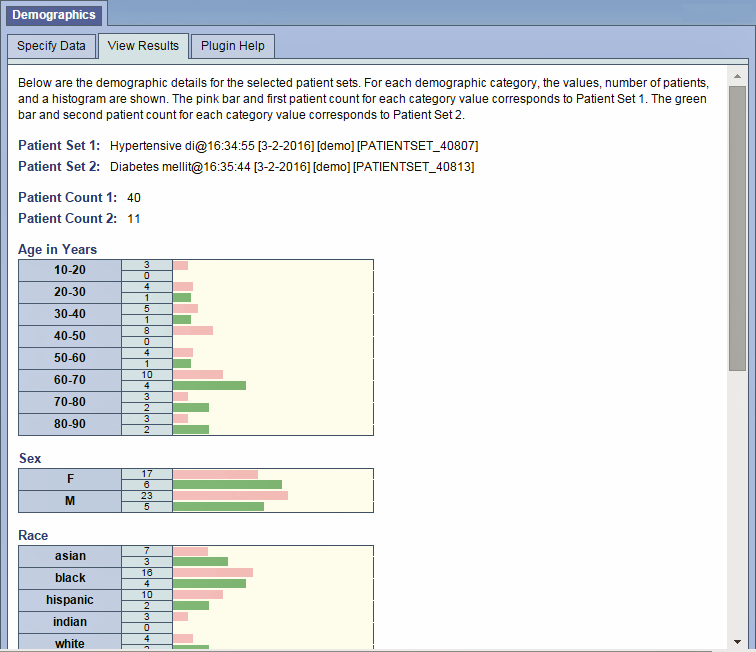 Demographics
Specify Data View Results Plugin Help
Below are the demographic details for the selected patient sets. For each demographic category, the values, number of patients,
and a histogram are shown. The pink bar and first patient count for each category value corresponds to Patient Set 1. The green
bar and second patient count for each category value corresponds to Patient Set 2.
Patient Set 1: Hypertensive di@16:34:55 [3-2-2016] [demo] [PATIENTSET_40807]
Patient Set 2: Diabetes mellit@16:35:44 [3-2-2016] [demo] [PATIENTSET_40813]
Patient Count 1: 40
Patient Count 2: 11
Age in Years
10-20 3
0
20-30 4
1
30-40 5
1
40-50 8
0
50-60 4
1
60-70 10
4
70-80 3
2
80-90 3
2
Sex
F 17
6
M 23
5
Race
asian 7
3
black 16
4
hispanic 10
2
indian 3
0
white 4